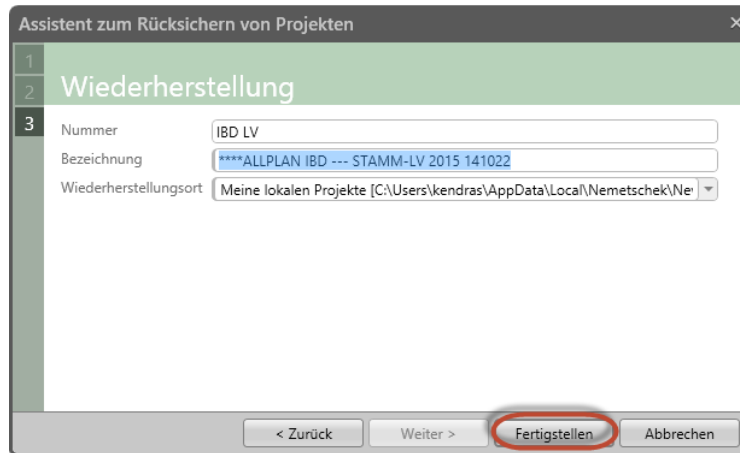 Assistent zum Rücksichern von Projekten
1
2
Wiederherstellung
3
Nummer IBD LV
Bezeichnung ****ALLPLAN IBD --- STAMM-LV 2015 141022
Wiederherstellungsort Meine lokalen Projekte [C:\Users\kendras\AppData\Local\Nemetschek\Ne
< Zurück Weiter > Fertigstellen Abbrechen